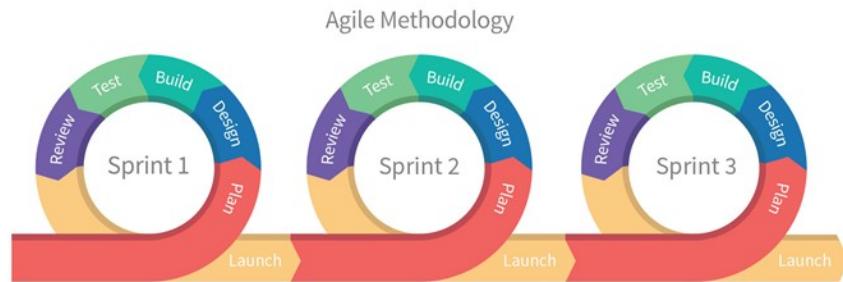 Agile Methodology
Test
Build
Review
Design
Sprint 1
Plan
Launch
Test
Build
Review
Design
Sprint 2
Plan
Launch
Test
Build
Review
Design
Sprint 3
Plan
Launch